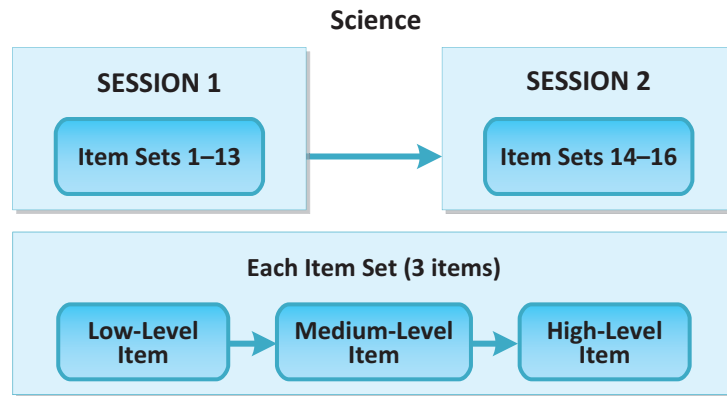 Science
SESSION 1
Item Sets 1–13
SESSION 2
Item Sets 14–16
Each Item Set (3 items)
Low-Level
Item
Medium-Level
Item
High-Level
Item